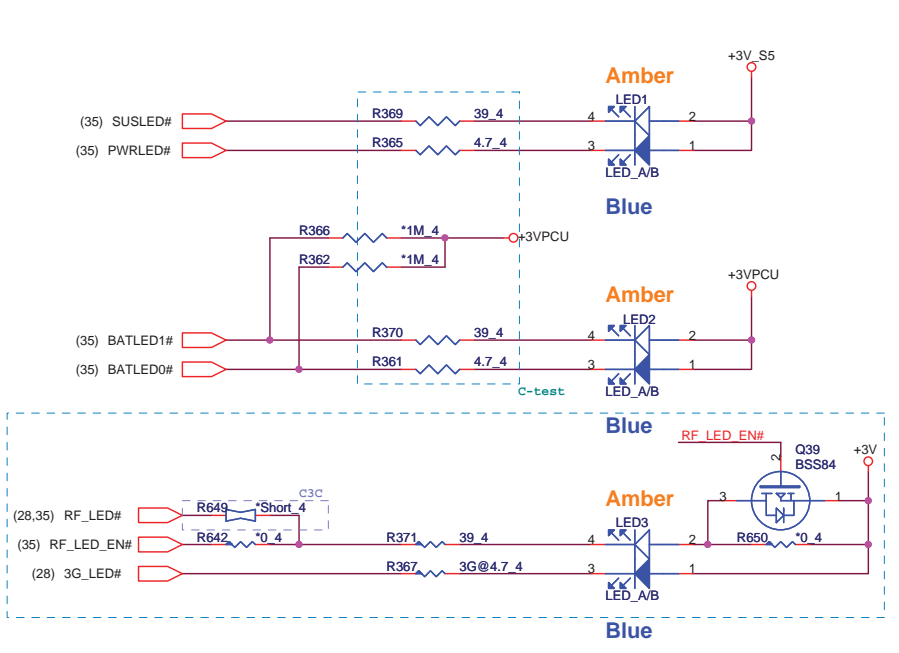 +3V_S5
Amber
LED1
(35) SUSLED# R369 39_4 4 2
(35) PWRLED# R365 4.7_4 3 1
LED_A/B
Blue
R366 *1M_4 +3VPCU
R362 *1M_4
+3VPCU
Amber
LED2
(35) BATLED1# R370 39_4 4 2
(35) BATLED0# R361 4.7_4 3 1
C-test LED_A/B
Blue
RF_LED_EN#
2 Q39 +3V
BSS84
C3C Amber 3 1
(28,35) RF_LED# R649 *Short_4
LED3
(35) RF_LED_EN# R642 *0_4 R371 39_4 4 2 R650 *0_4
(28) 3G_LED# R367 3G@4.7_4 3 1
LED_A/B
Blue